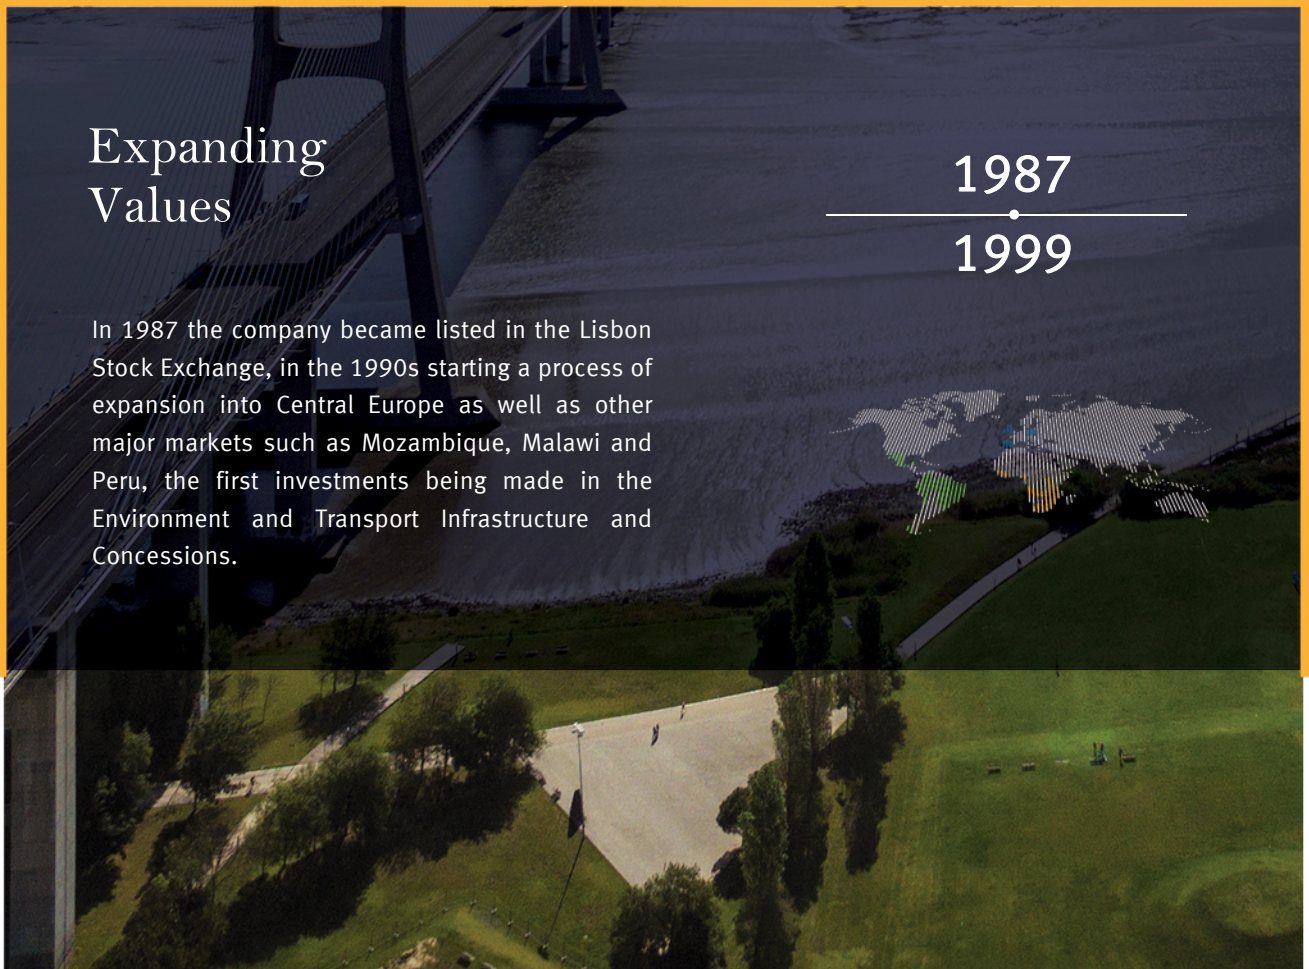 Expanding
Values
1987
1999
In 1987 the company became listed in the Lisbon
Stock Exchange, in the 1990s starting a process of
expansion into Central Europe as well as other
major markets such as Mozambique, Malawi and
Peru, the first investments being made in the
Environment and Transport Infrastructure and
Concessions.